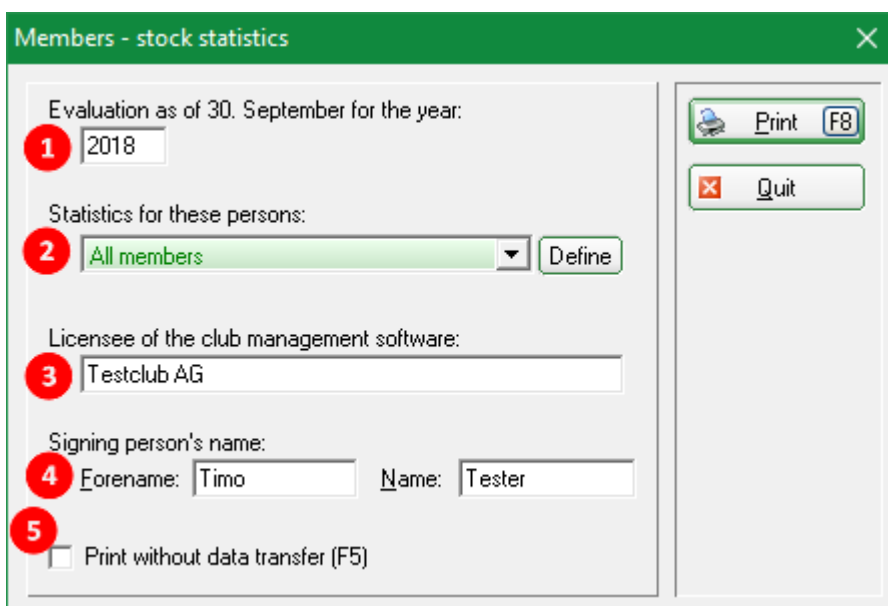 Members - stock statistics
Evaluation as of 30. September for the year:
1 2018
Statistics for these persons:
2 All members Define
Licensee of the club management software:
3 Testclub AG
Signing person's name:
4 Forename: Timo Name: Tester
5
Print without data transfer (F5)
Print F8
Quit